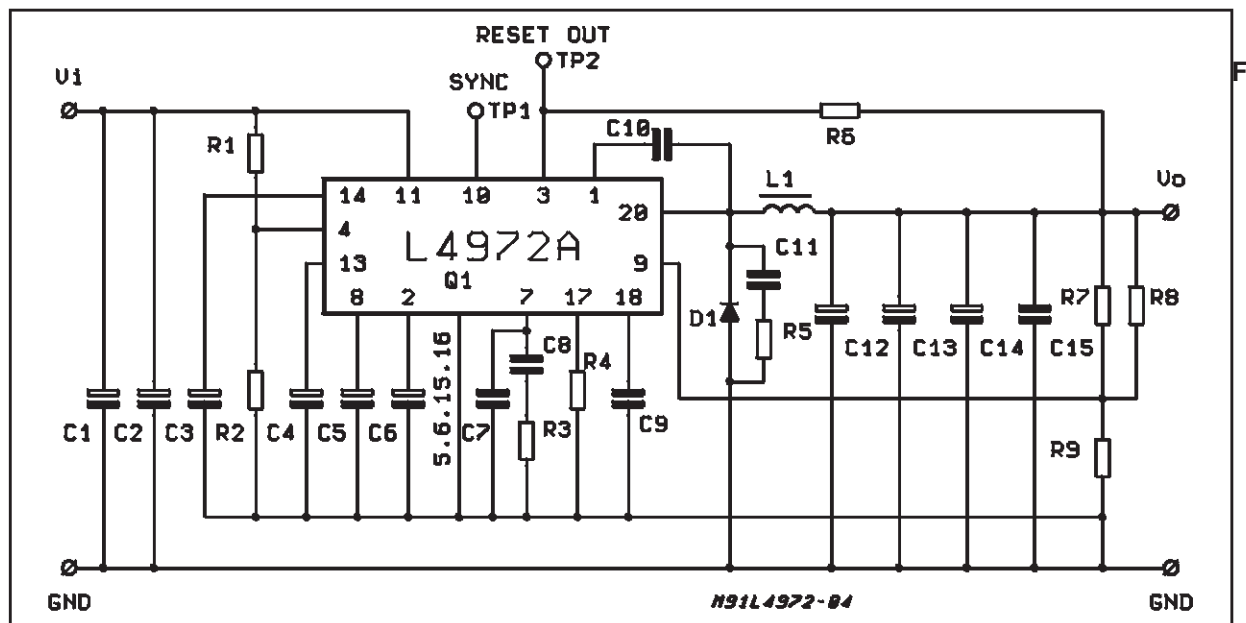 RESET OUT
TP2
F
Vi
SYNC
TP1
R1
C10
R6
L1
Vo
14
11
10
3
1
20
4
L4972A
C11
13
Q1
9
8
2
7
17
18
D1
R5
R7
R8
5.6.15.16
C8
R4
C12
C13
C14
C15
C1
C2
C3
R2
C4
C5
C6
C7
R3
C9
R9
GND
M91L4972-04
GND